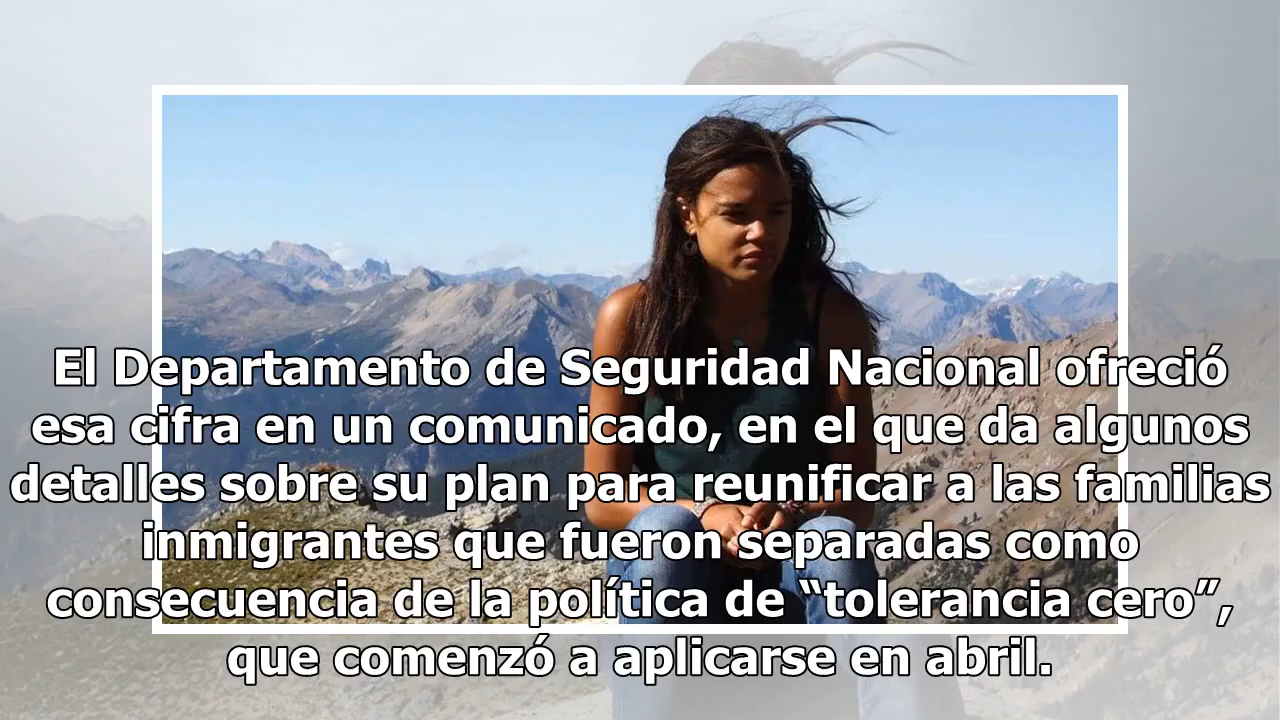 El Departamento de Seguridad Nacional ofreció
esa cifra en un comunicado, en el que da algunos
detalles sobre su plan para reunificar a las familias
inmigrantes que fueron separadas como
consecuencia de la política de “tolerancia cero”,
que comenzó a aplicarse en abril.